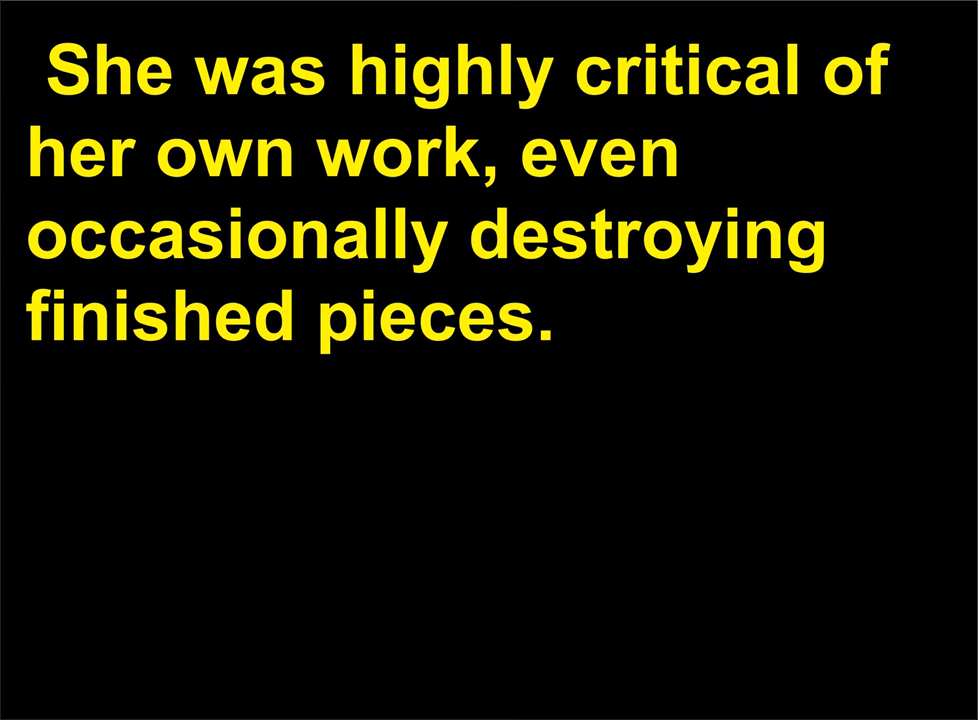 She was highly critical of
her own work, even
occasionally destroying
finished pieces.